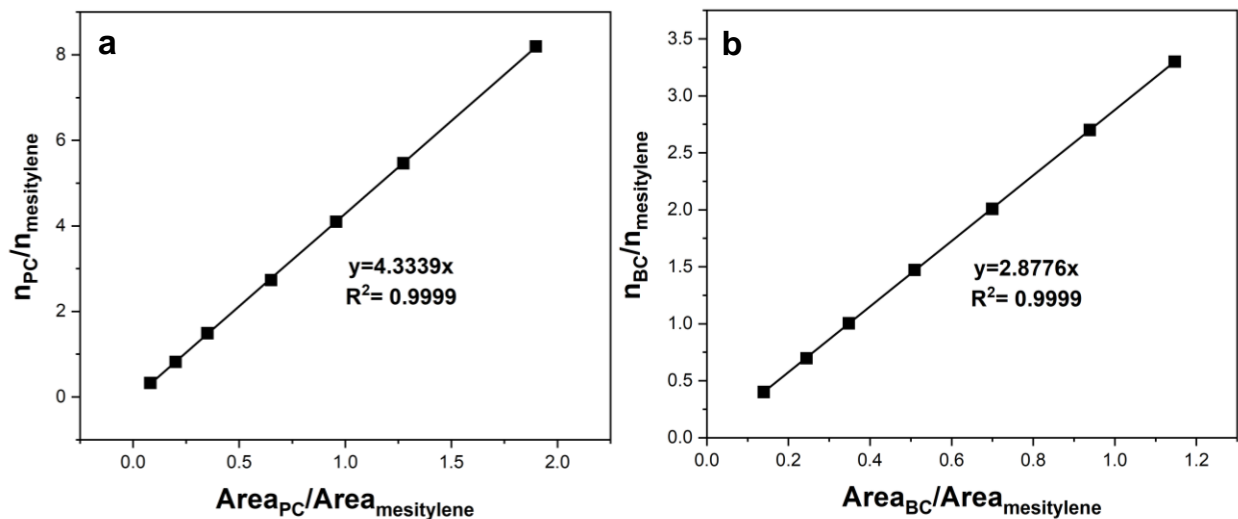 a
8
6
4
2
0
n_PC/n_mesitylene
y=4.3339x
R²= 0.9999
0.0 0.5 1.0 1.5 2.0
Area_PC/Area_mesitylene
b
3.5
3.0
2.5
2.0
1.5
1.0
0.5
0.0
n_BC/n_mesitylene
y=2.8776x
R²= 0.9999
0.0 0.2 0.4 0.6 0.8 1.0 1.2
Area_BC/Area_mesitylene